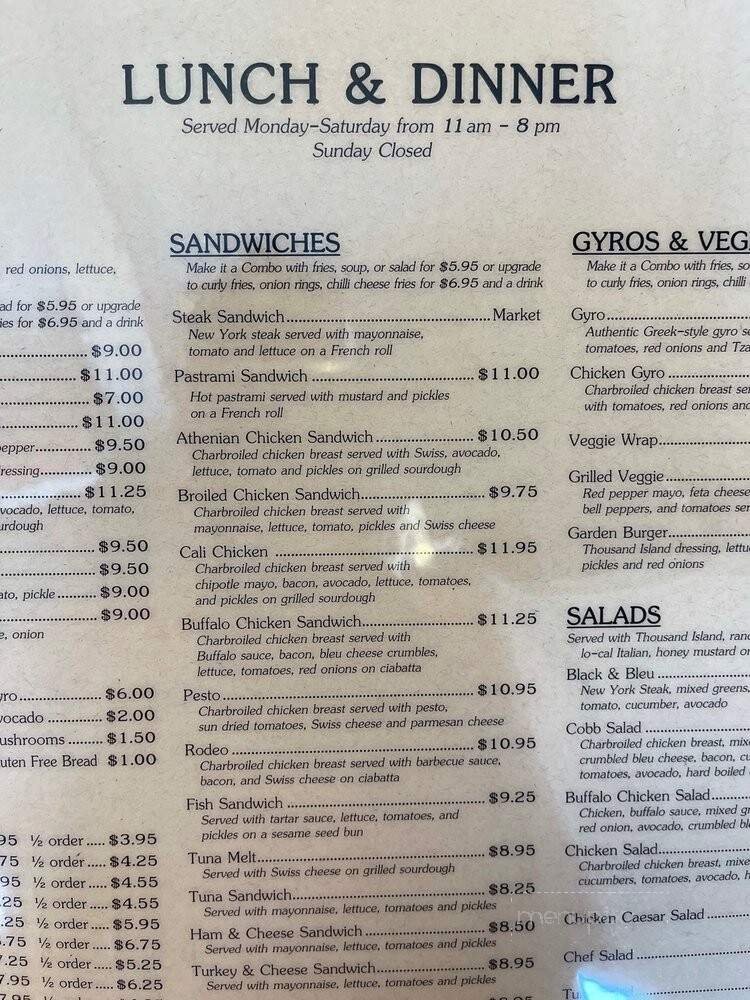 LUNCH & DINNER
Served Monday-Saturday from 11 am - 8 pm
Sunday Closed
red onions, lettuce,
ad for $5.95 or upgrade
ies for $6.95 and a drink
$9.00
$11.00
$7.00
$11.00
epper $9.50
ressing $9.00
$11.25
vocado, lettuce, tomato,
urdough
$9.50
$9.50
ato, pickle $9.00
$9.00
e, onion
yro $6.00
vocado $2.00
ushrooms $1.50
uten Free Bread $1.00
95 ½ order ..... $3.95
75 ½ order ..... $4.25
95 ½ order ..... $4.55
25 ½ order ..... $4.55
.25 ½ order ..... $5.95
.75 ½ order ..... $6.75
7.25 ½ order ..... $5.25
7.95 ½ order ..... $6.25
SANDWICHES
Make it a Combo with fries, soup, or salad for $5.95 or upgrade
to curly fries, onion rings, chilli cheese fries for $6.95 and a drink
Steak Sandwich Market
New York steak served with mayonnaise,
tomato and lettuce on a French roll
Pastrami Sandwich $11.00
Hot pastrami served with mustard and pickles
on a French roll
Athenian Chicken Sandwich $10.50
Charbroiled chicken breast served with Swiss, avocado,
lettuce, tomato and pickles on grilled sourdough
Broiled Chicken Sandwich $9.75
Charbroiled chicken breast served with
mayonnaise, lettuce, tomato, pickles and Swiss cheese
Cali Chicken $11.95
Charbroiled chicken breast served with
chipotle mayo, bacon, avocado, lettuce, tomatoes,
and pickles on grilled sourdough
Buffalo Chicken Sandwich $11.25
Charbroiled chicken breast served with
Buffalo sauce, bacon, bleu cheese crumbles,
lettuce, tomatoes, red onions on ciabatta
Pesto $10.95
Charbroiled chicken breast served with pesto,
sun dried tomatoes, Swiss cheese and parmesan cheese
Rodeo $10.95
Charbroiled chicken breast served with barbecue sauce,
bacon, and Swiss cheese on ciabatta
Fish Sandwich $9.25
Served with tartar sauce, lettuce, tomatoes, and
pickles on a sesame seed bun
Tuna Melt $8.95
Served with Swiss cheese on grilled sourdough
Tuna Sandwich $8.25
Served with mayonnaise, lettuce, tomatoes and pickles
Ham & Cheese Sandwich $8.50
Served with mayonnaise, lettuce, tomatoes and pickles
Turkey & Cheese Sandwich $8.95
Served with mayonnaise, lettuce, tomatoes and pickles
GYROS & VEG
Make it a Combo with fries, so
to curly fries, onion rings, chilli
Gyro
Authentic Greek-style gyro se
tomatoes, red onions and Tza
Chicken Gyro
Charbroiled chicken breast ser
with tomatoes, red onions and
Veggie Wrap
Grilled Veggie
Red pepper mayo, feta cheese
bell peppers, and tomatoes ser
Garden Burger
Thousand Island dressing, lettu
pickles and red onions
SALADS
Served with Thousand Island, ranc
lo-cal Italian, honey mustard or
Black & Bleu
New York Steak, mixed greens,
tomato, cucumber, avocado
Cobb Salad
Charbroiled chicken breast, mixe
crumbled bleu cheese, bacon, cu
tomatoes, avocado, hard boiled
Buffalo Chicken Salad
Chicken, buffalo sauce, mixed gr
red onion, avocado, crumbled ble
Chicken Salad
Charbroiled chicken breast, mixe
cucumbers, tomatoes, avocado, h
Chicken Caesar Salad
Chef Salad